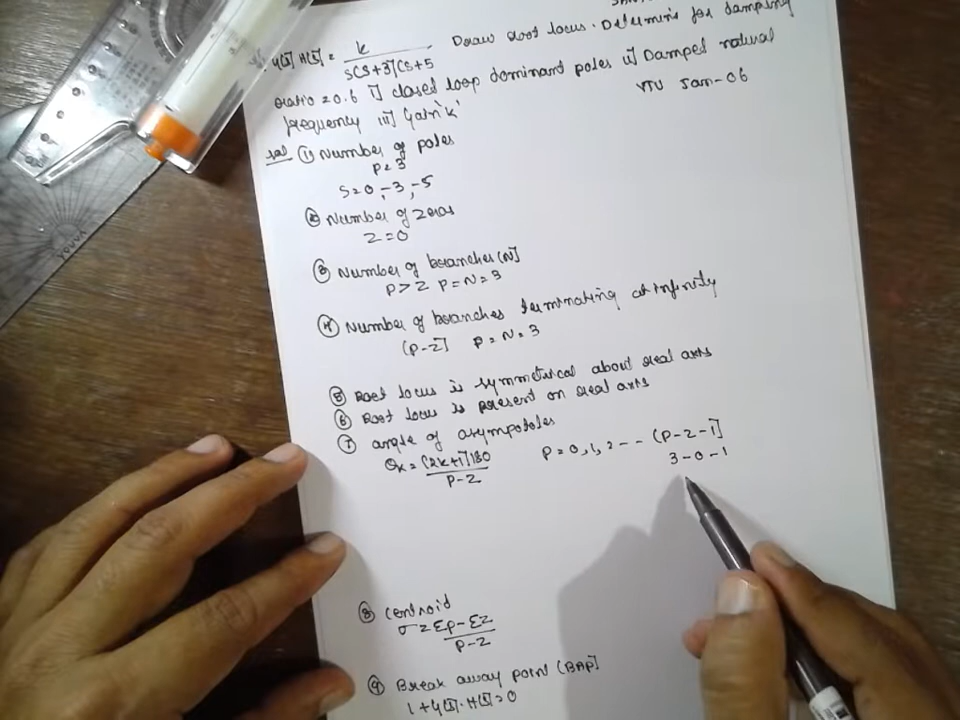 G(S) H(S) = K / S(S+3)(S+5 Draw root locus. Determine for damping
ratio = 0.6 i) closed loop dominant poles ii) Damped natural
frequency iii) Gain 'k'
VTU Jan-06
Sol ① Number of poles
P=3
S=0,-3,-5
② Number of zeros
Z=0
③ Number of branches (N)
P>Z P=N=3
④ Number of branches terminating at infinity
(P-Z) P=N=3
⑤ Root locus is symmetrical about real axis
⑥ Root locus is present on real axis
⑦ angle of asymptotes
θk = (2k+1)180 / P-Z P=0,1,2--- (P-Z-1)
3-0-1
⑧ Centroid
σ = Σp-Σz / P-Z
⑨ Break away point (BAP)
1+G(S).H(S)=0